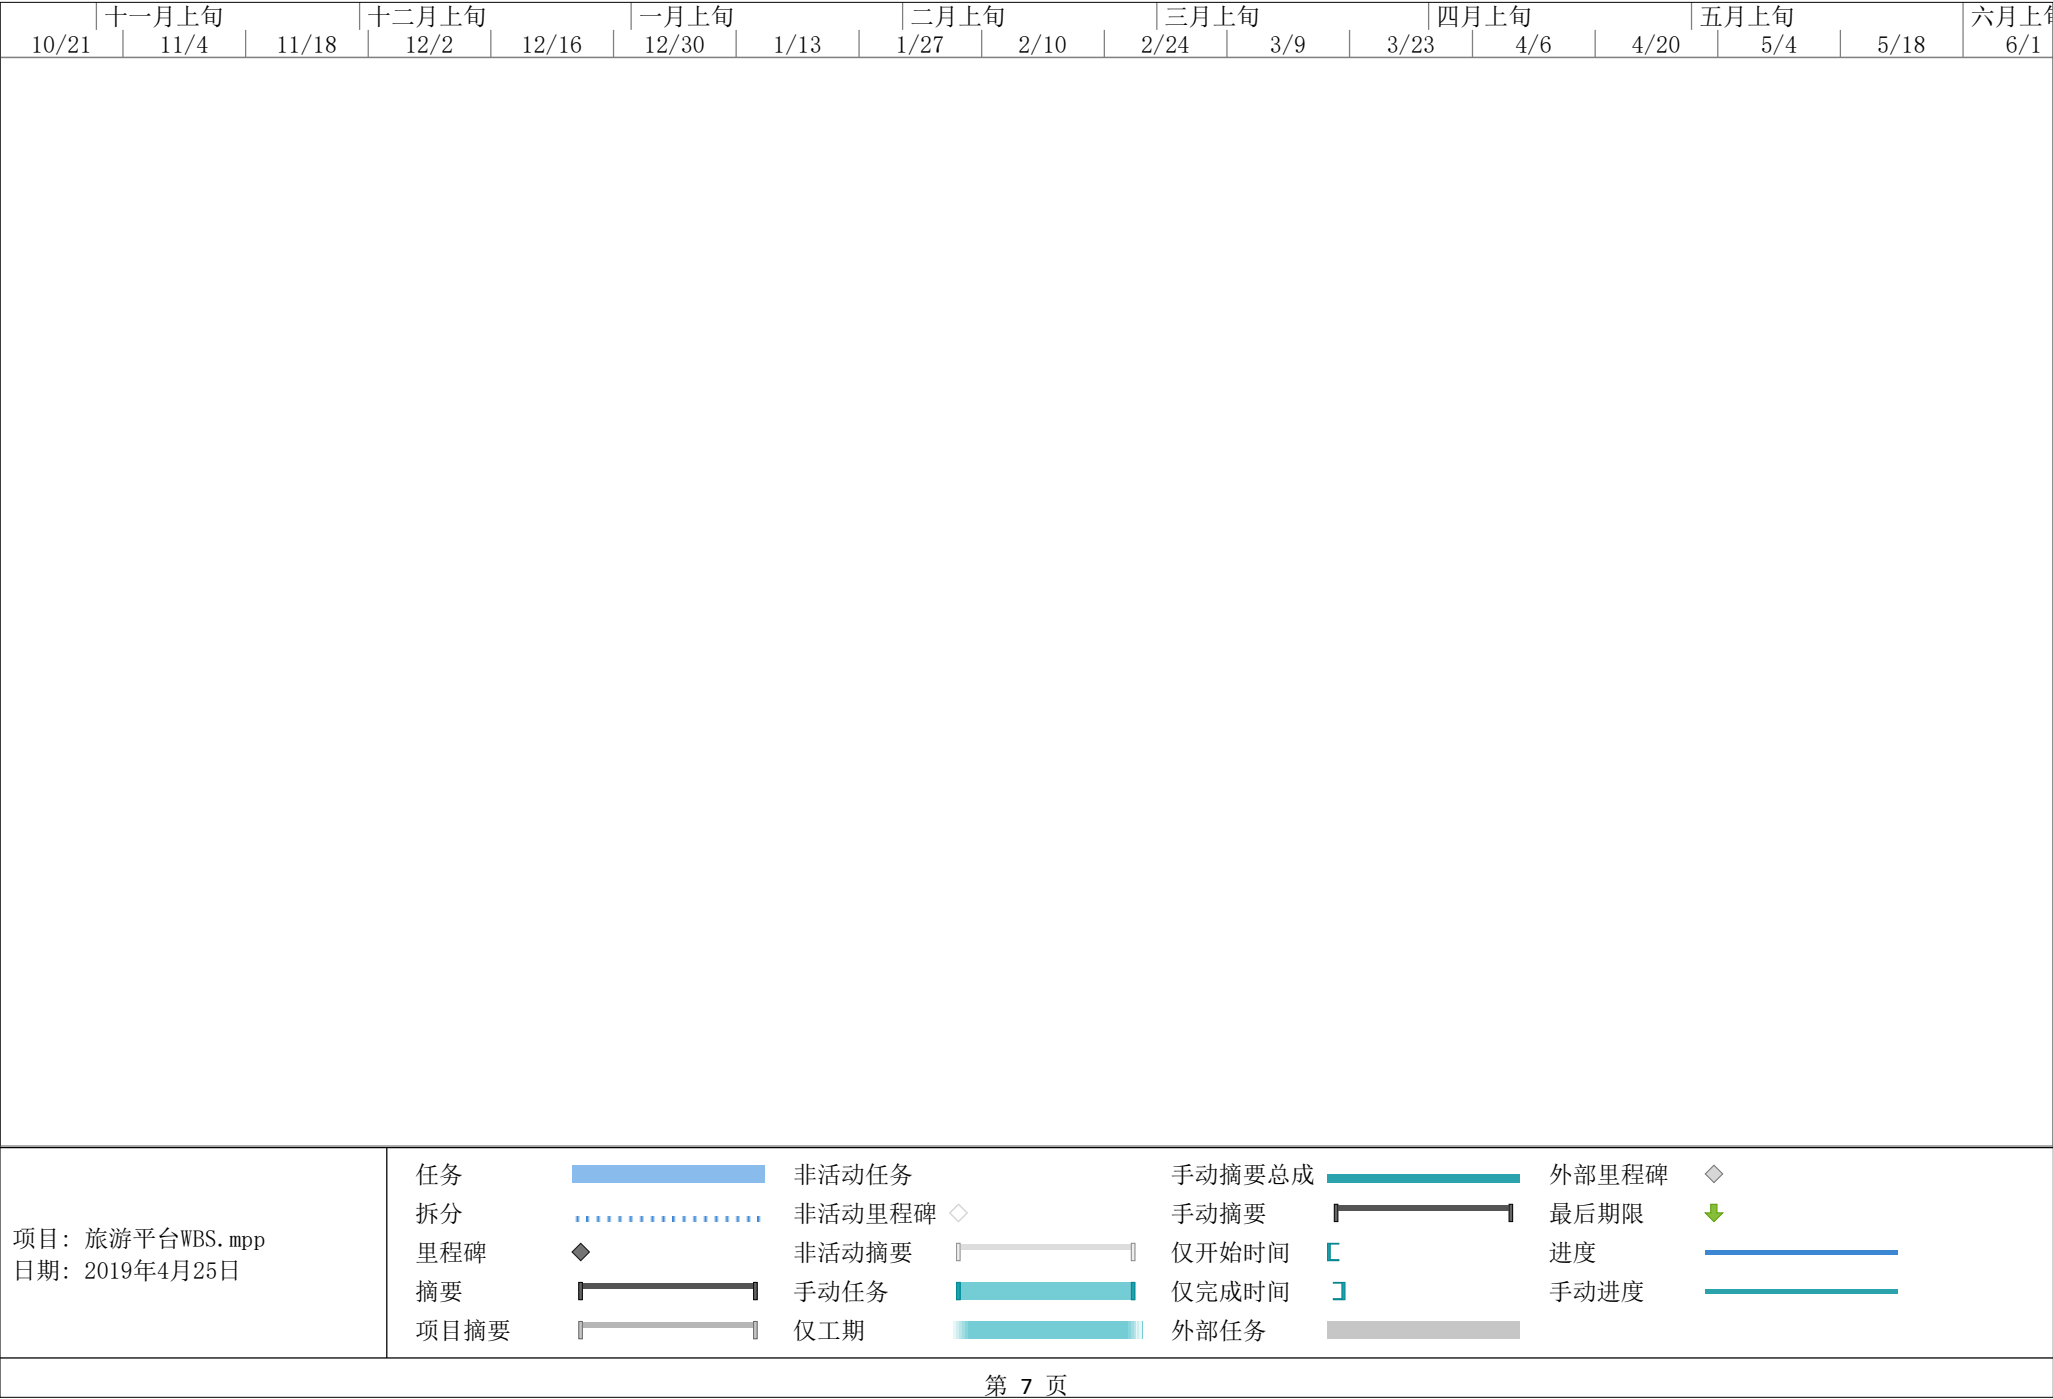 十一月上旬 十二月上旬 一月上旬 二月上旬 三月上旬 四月上旬 五月上旬 六月上旬
10/21 11/4 11/18 12/2 12/16 12/30 1/13 1/27 2/10 2/24 3/9 3/23 4/6 4/20 5/4 5/18 6/1
项目: 旅游平台WBS.mpp
日期: 2019年4月25日
任务
拆分
里程碑
摘要
项目摘要
非活动任务
非活动里程碑
非活动摘要
手动任务
仅工期
手动摘要总成
手动摘要
仅开始时间
仅完成时间
外部任务
外部里程碑
最后期限
进度
手动进度
第 7 页